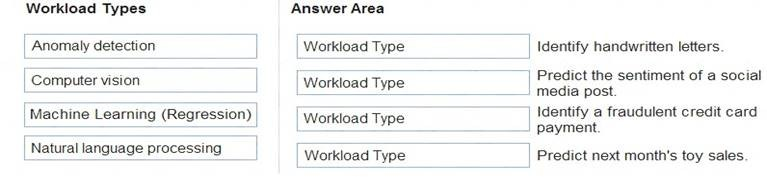 Workload Types
Answer Area
Anomaly detection
Workload Type
Identify handwritten letters.
Computer vision
Workload Type
Predict the sentiment of a social
media post.
Machine Learning (Regression)
Workload Type
Identify a fraudulent credit card
payment.
Natural language processing
Workload Type
Predict next month's toy sales.